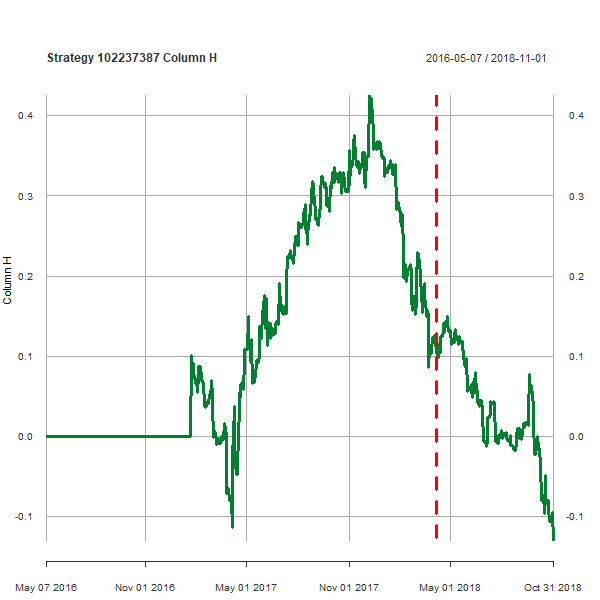 Strategy 102237387 Column H
2016-05-07 / 2018-11-01
0.4
0.4
0.3
0.3
0.2
0.2
0.1
0.1
0.0
0.0
-0.1
-0.1
Column H
May 07 2016
Nov 01 2016
May 01 2017
Nov 01 2017
May 01 2018
Oct 31 2018